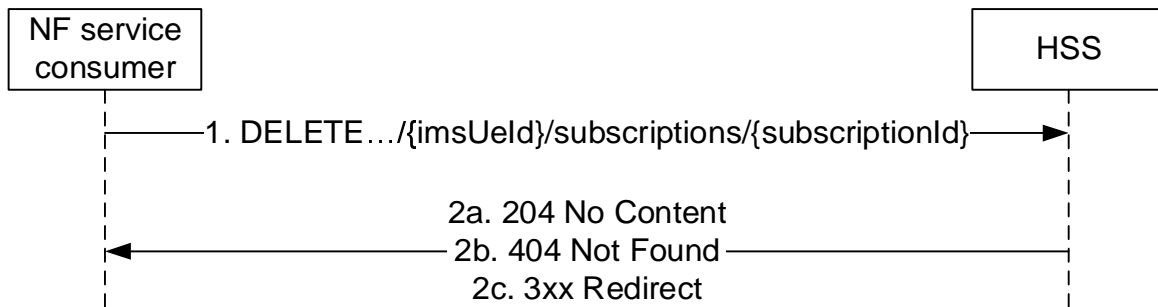 NF service
consumer
HSS
1. DELETE…/{imsUeId}/subscriptions/{subscriptionId}
2a. 204 No Content
2b. 404 Not Found
2c. 3xx Redirect